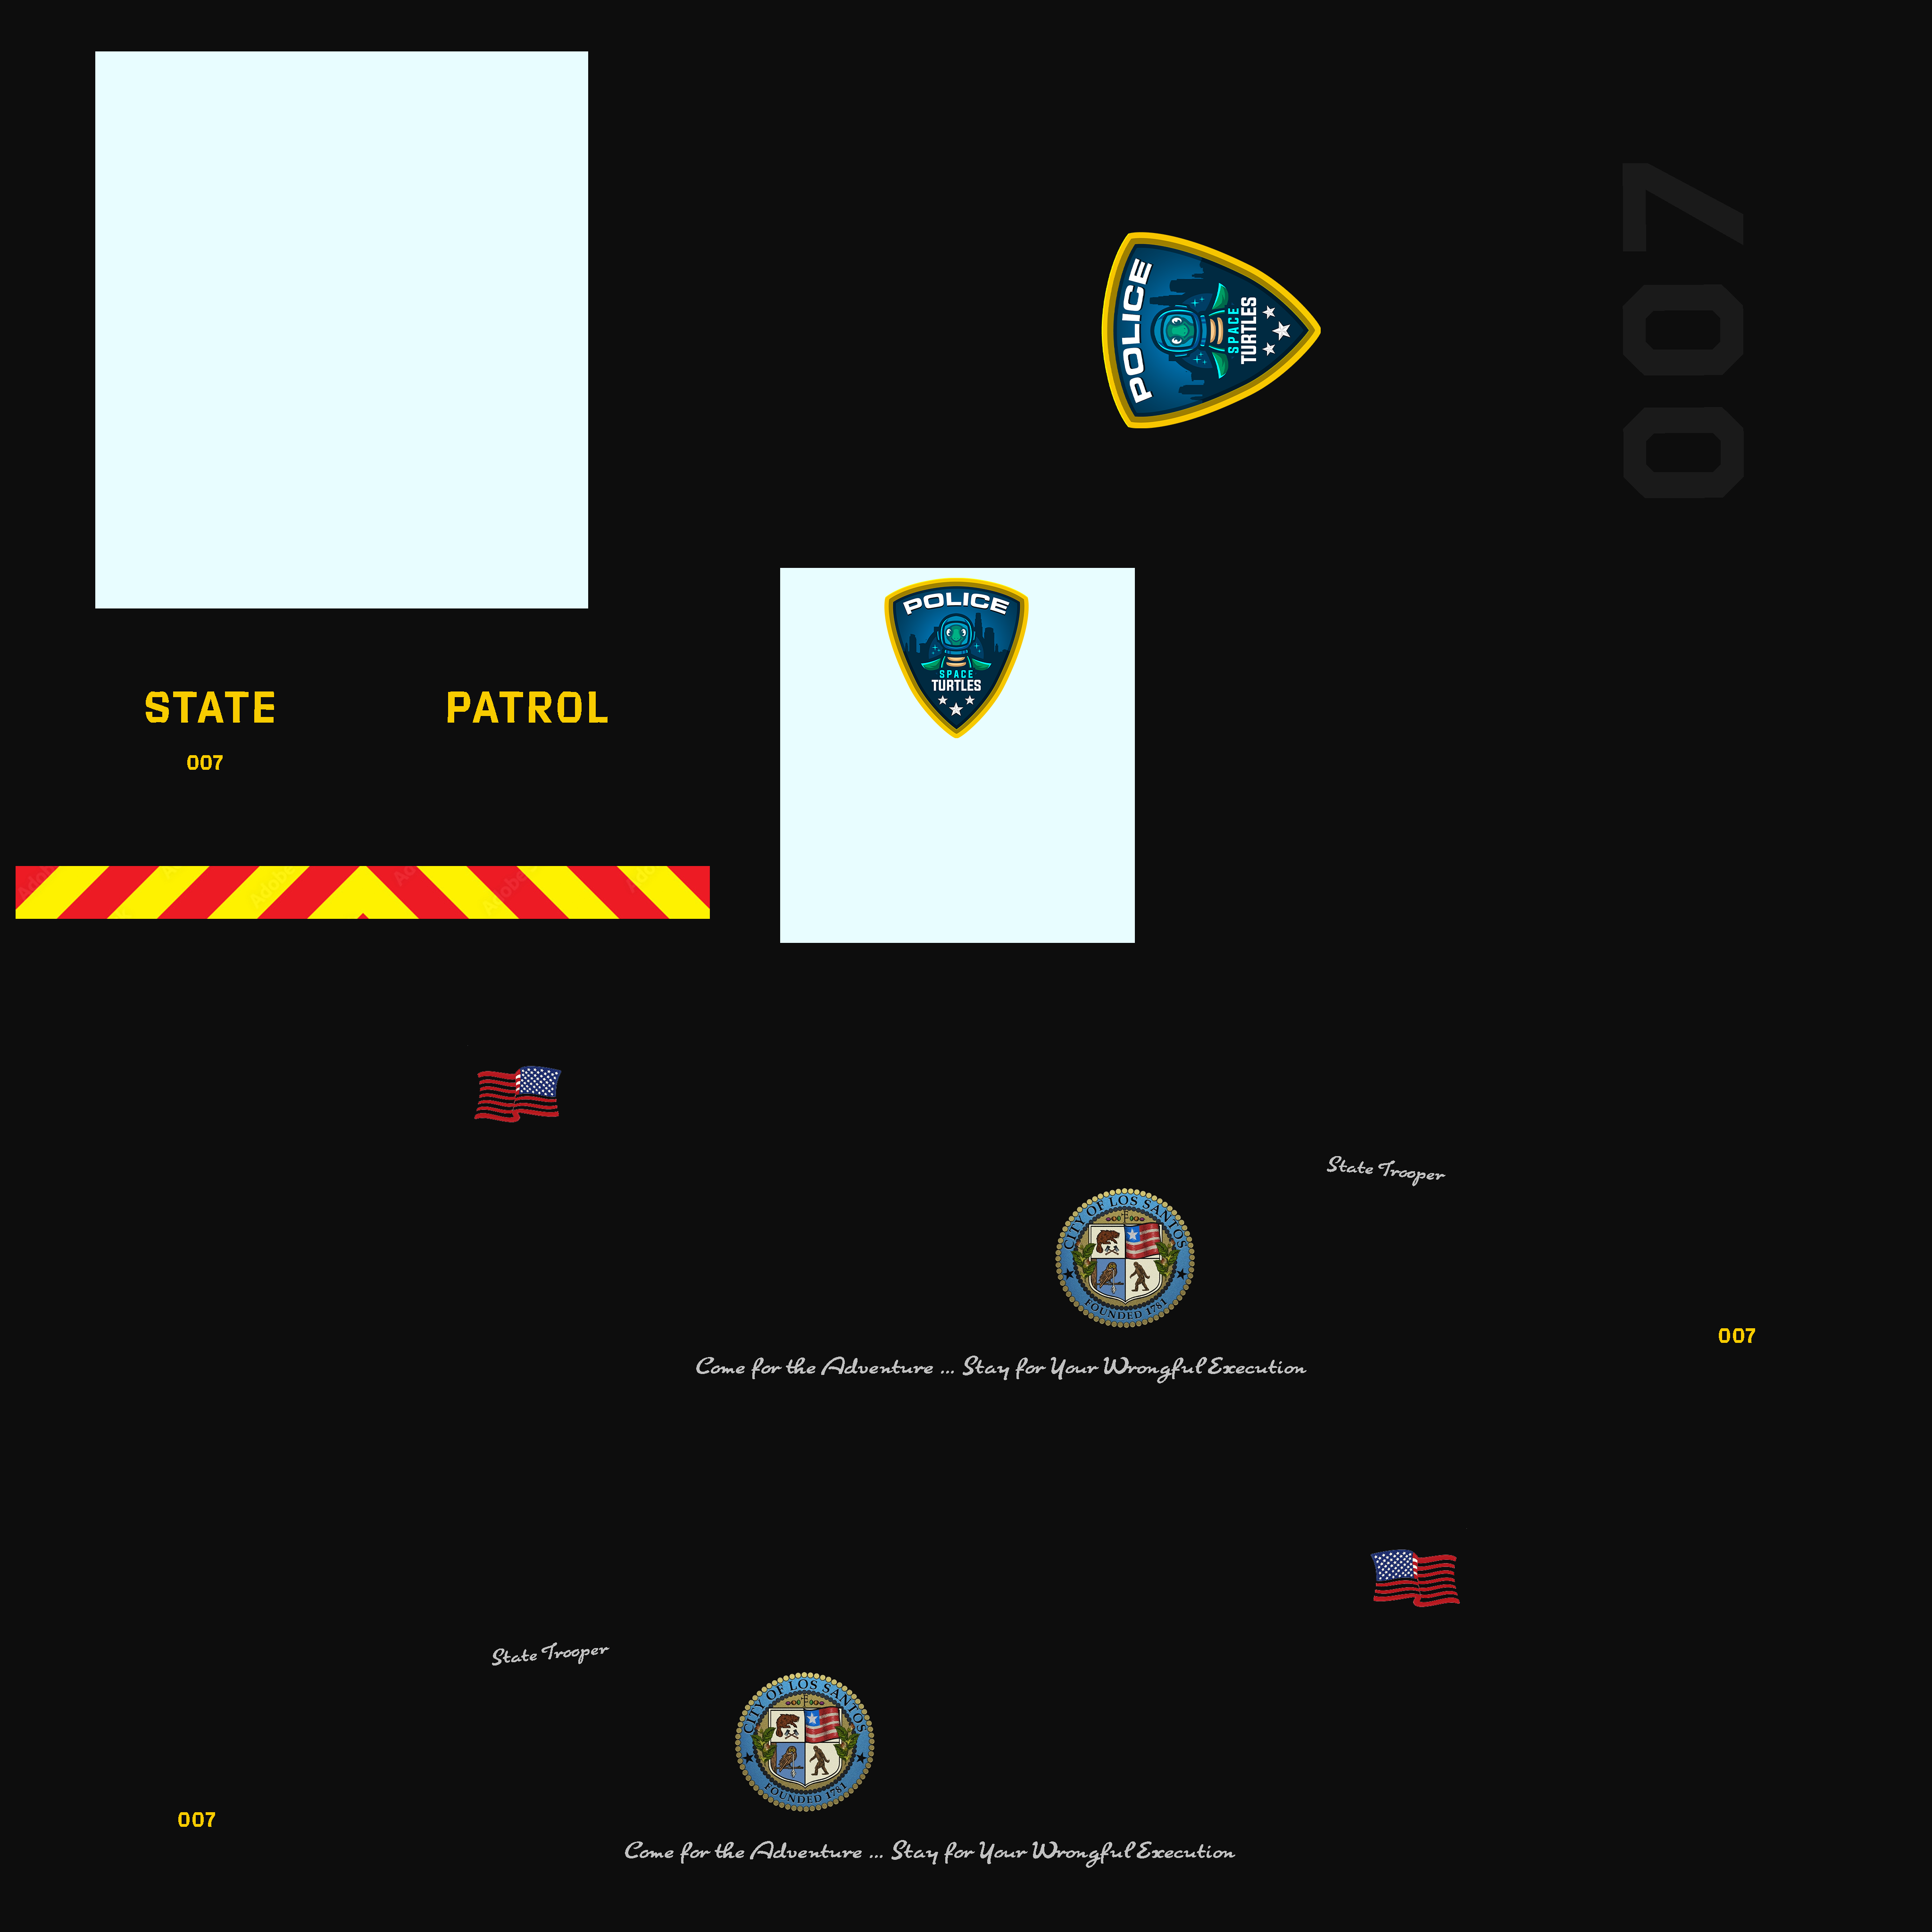 007
POLICE
SPACE
TURTLES
POLICE
SPACE
TURTLES
STATE PATROL
007
State Trooper
CITY OF LOS SANTOS
FOUNDED 1781
007
Come for the Adventure ... Stay for Your Wrongful Execution
State Trooper
CITY OF LOS SANTOS
FOUNDED 1781
007
Come for the Adventure ... Stay for Your Wrongful Execution